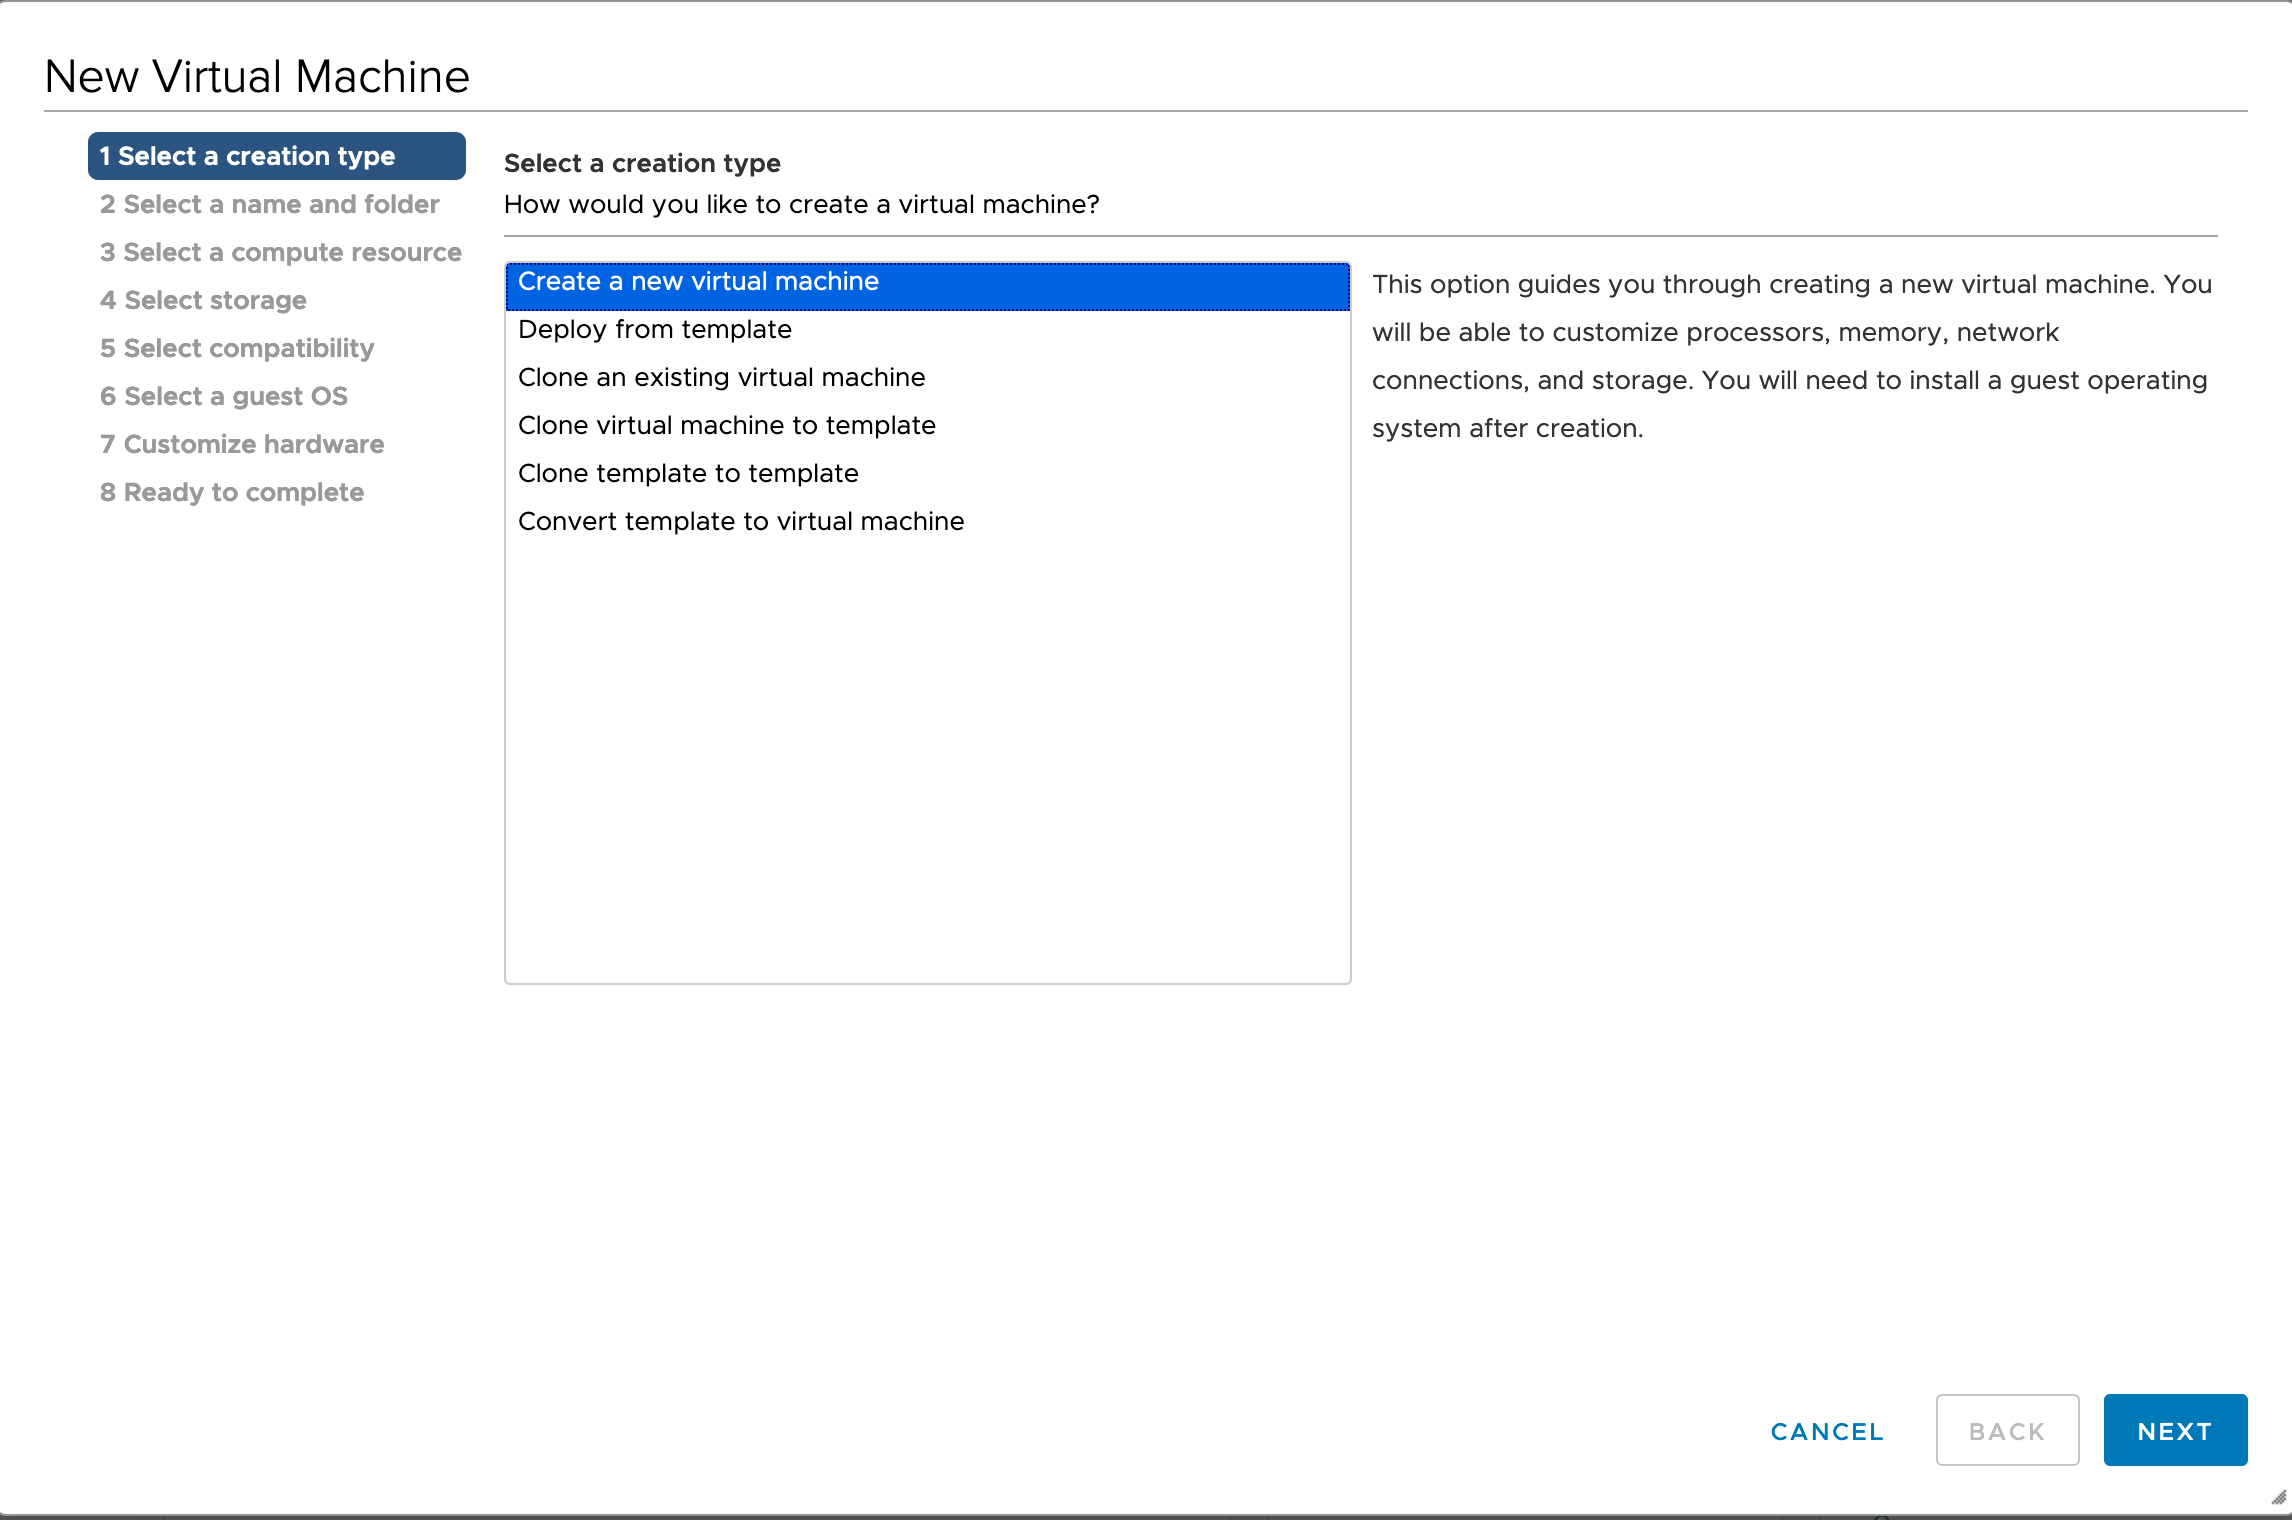 New Virtual Machine
1 Select a creation type
2 Select a name and folder
3 Select a compute resource
4 Select storage
5 Select compatibility
6 Select a guest OS
7 Customize hardware
8 Ready to complete
Select a creation type
How would you like to create a virtual machine?
Create a new virtual machine
Deploy from template
Clone an existing virtual machine
Clone virtual machine to template
Clone template to template
Convert template to virtual machine
This option guides you through creating a new virtual machine. You
will be able to customize processors, memory, network
connections, and storage. You will need to install a guest operating
system after creation.
CANCEL
BACK
NEXT